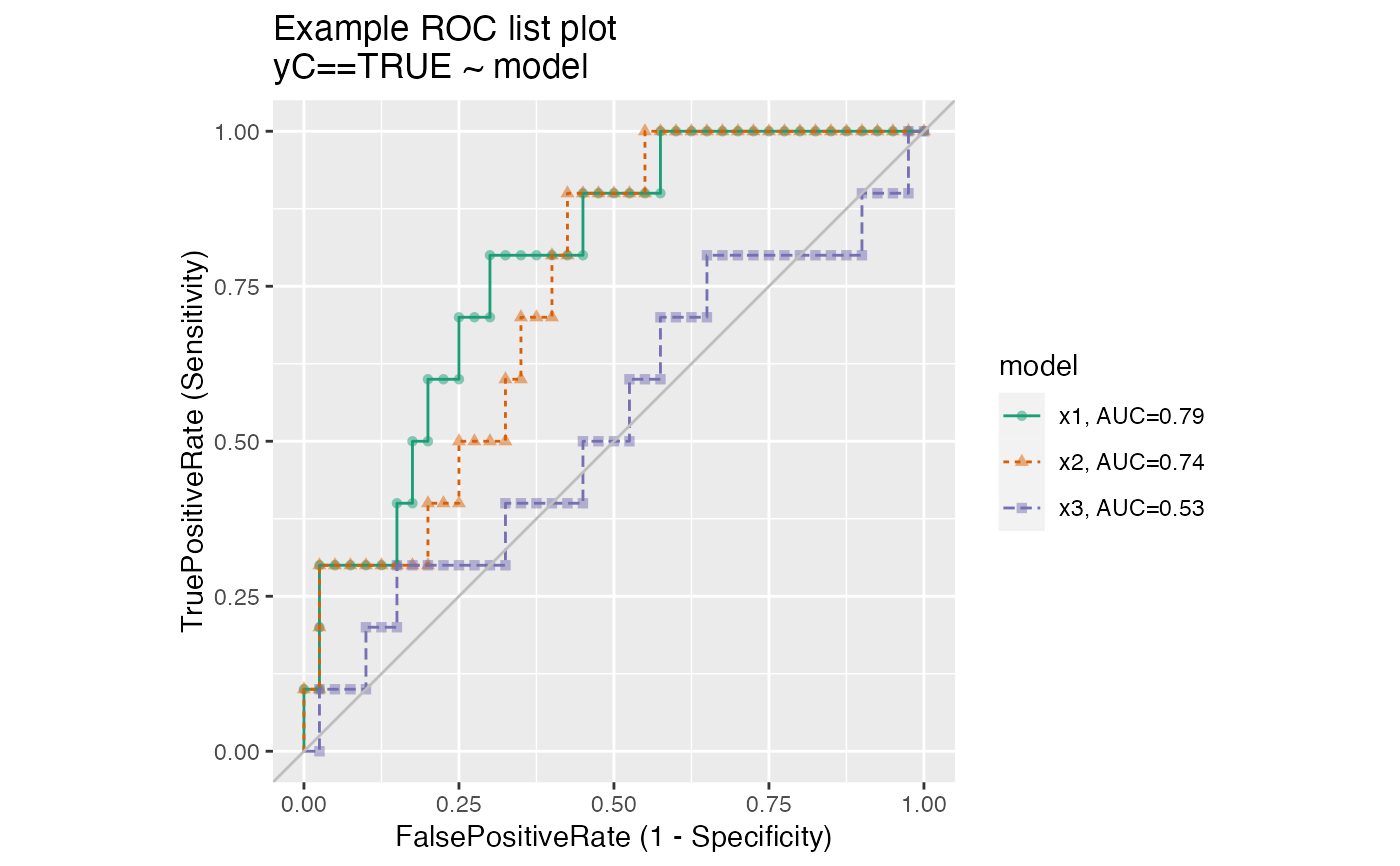 Example ROC list plot
yC==TRUE ~ model
TruePositiveRate (Sensitivity)
1.00
0.75
0.50
0.25
0.00
0.00 0.25 0.50 0.75 1.00
FalsePositiveRate (1 - Specificity)
model
x1, AUC=0.79
x2, AUC=0.74
x3, AUC=0.53